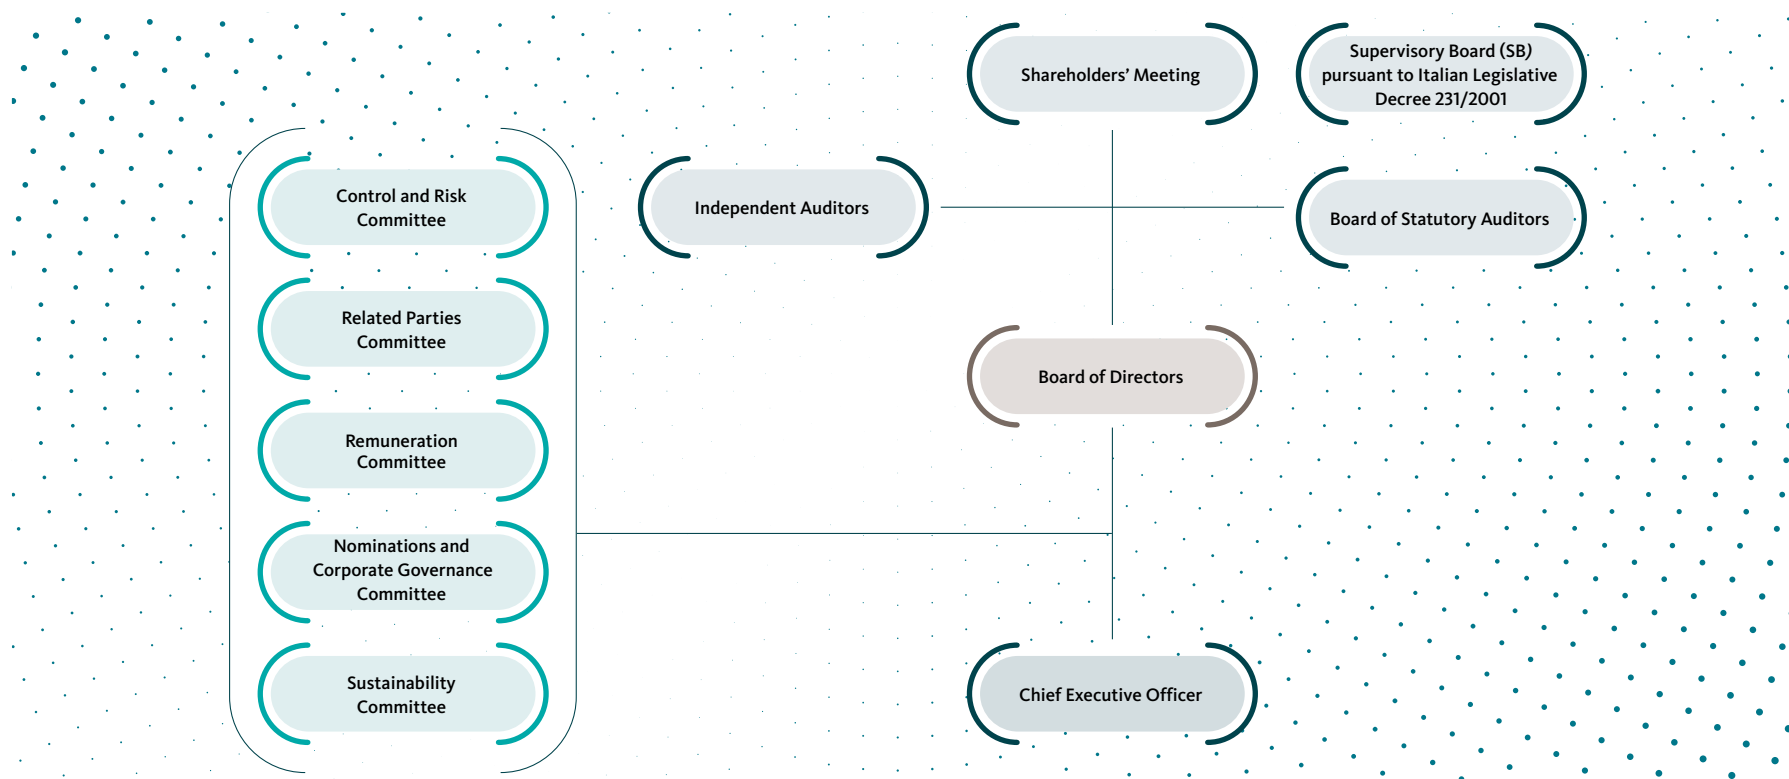 Shareholders’ Meeting
Supervisory Board (SB)
pursuant to Italian Legislative
Decree 231/2001
Control and Risk
Committee
Independent Auditors
Board of Statutory Auditors
Related Parties
Committee
Board of Directors
Remuneration
Committee
Nominations and
Corporate Governance
Committee
Sustainability
Committee
Chief Executive Officer